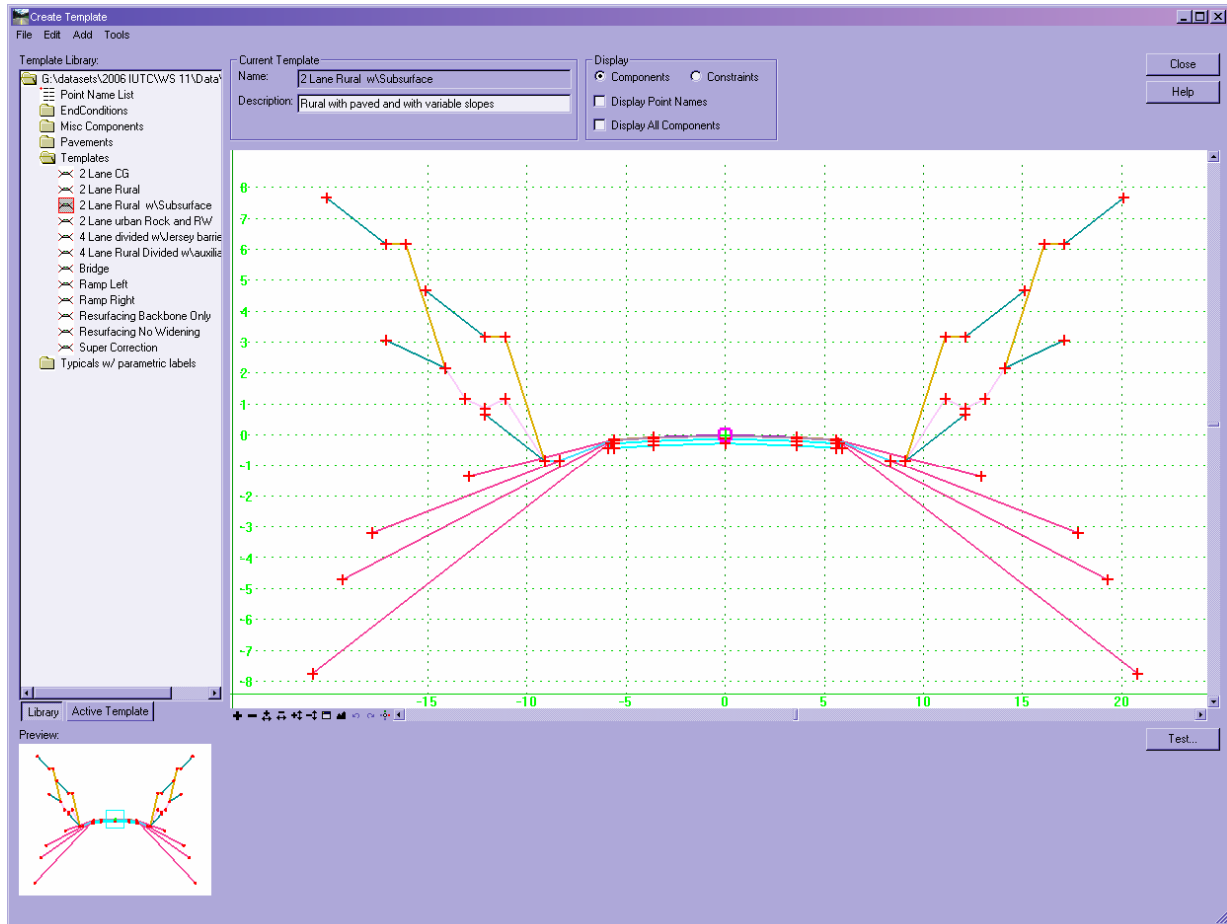 Create Template
File Edit Add Tools
Template Library:
G:\datasets\2006 IUTC\WS 11\Data\
Point Name List
EndConditions
Misc Components
Pavements
Templates
2 Lane CG
2 Lane Rural
2 Lane Rural w\Subsurface
2 Lane urban Rock and RW
4 Lane divided w\Jersey barrie
4 Lane Rural Divided w\auxilia
Bridge
Ramp Left
Ramp Right
Resurfacing Backbone Only
Resurfacing No Widening
Super Correction
Typicals w/ parametric labels
Library Active Template
Preview:
Current Template
Name: 2 Lane Rural w\Subsurface
Description: Rural with paved and with variable slopes
Display
Components Constraints
Display Point Names
Display All Components
Close
Help
8
7
6
5
4
3
2
1
0
-1
-2
-3
-4
-5
-6
-7
-8
-15 -10 -5 0 5 10 15 20
Test...